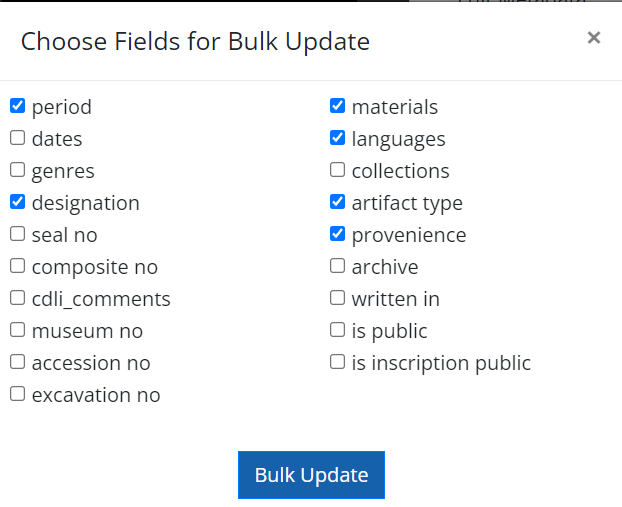 Choose Fields for Bulk Update
×
period
dates
genres
designation
seal no
composite no
cdli_comments
museum no
accession no
excavation no
materials
languages
collections
artifact type
provenience
archive
written in
is public
is inscription public
Bulk Update